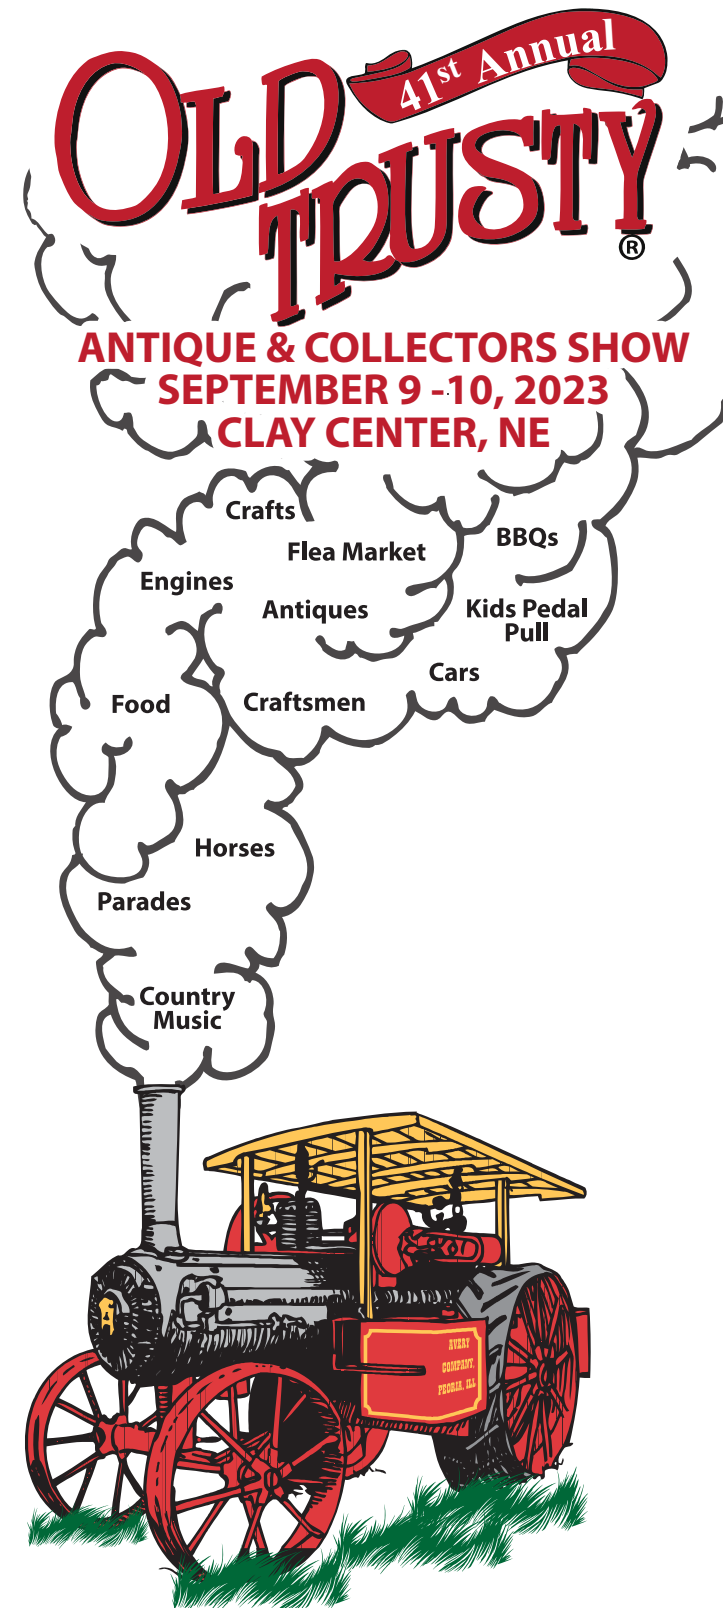 41st Annual
OLD
TRUSTY
®
ANTIQUE & COLLECTORS SHOW
SEPTEMBER 9 -10, 2023
CLAY CENTER, NE
Crafts
BBQs
Flea Market
Engines
Antiques
Kids Pedal
Pull
Cars
Food
Craftsmen
Horses
Parades
Country
Music
A
AVERY
COMPANY.
PEORIA, ILL